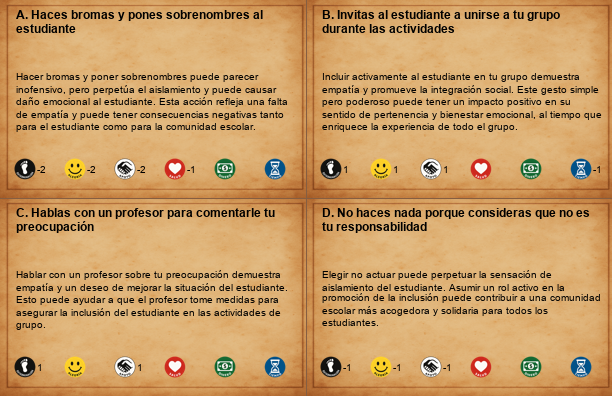 A. Haces bromas y pones sobrenombres al
estudiante
Hacer bromas y poner sobrenombres puede parecer
inofensivo, pero perpetúa el aislamiento y puede causar
daño emocional al estudiante. Esta acción refleja una falta
de empatía y puede tener consecuencias negativas tanto
para el estudiante como para la comunidad escolar.
-2 -2 -2 -1
B. Invitas al estudiante a unirse a tu grupo
durante las actividades
Incluir activamente al estudiante en tu grupo demuestra
empatía y promueve la integración social. Este gesto simple
pero poderoso puede tener un impacto positivo en su
sentido de pertenencia y bienestar emocional, al tiempo que
enriquece la experiencia de todo el grupo.
1 1 1 -1
C. Hablas con un profesor para comentarle tu
preocupación
Hablar con un profesor sobre tu preocupación demuestra
empatía y un deseo de mejorar la situación del estudiante.
Esto puede ayudar a que el profesor tome medidas para
asegurar la inclusión del estudiante en las actividades de
grupo.
1 1
D. No haces nada porque consideras que no es
tu responsabilidad
Elegir no actuar puede perpetuar la sensación de
aislamiento del estudiante. Asumir un rol activo en la
promoción de la inclusión puede contribuir a una comunidad
escolar más acogedora y solidaria para todos los
estudiantes.
-1 -1 -1